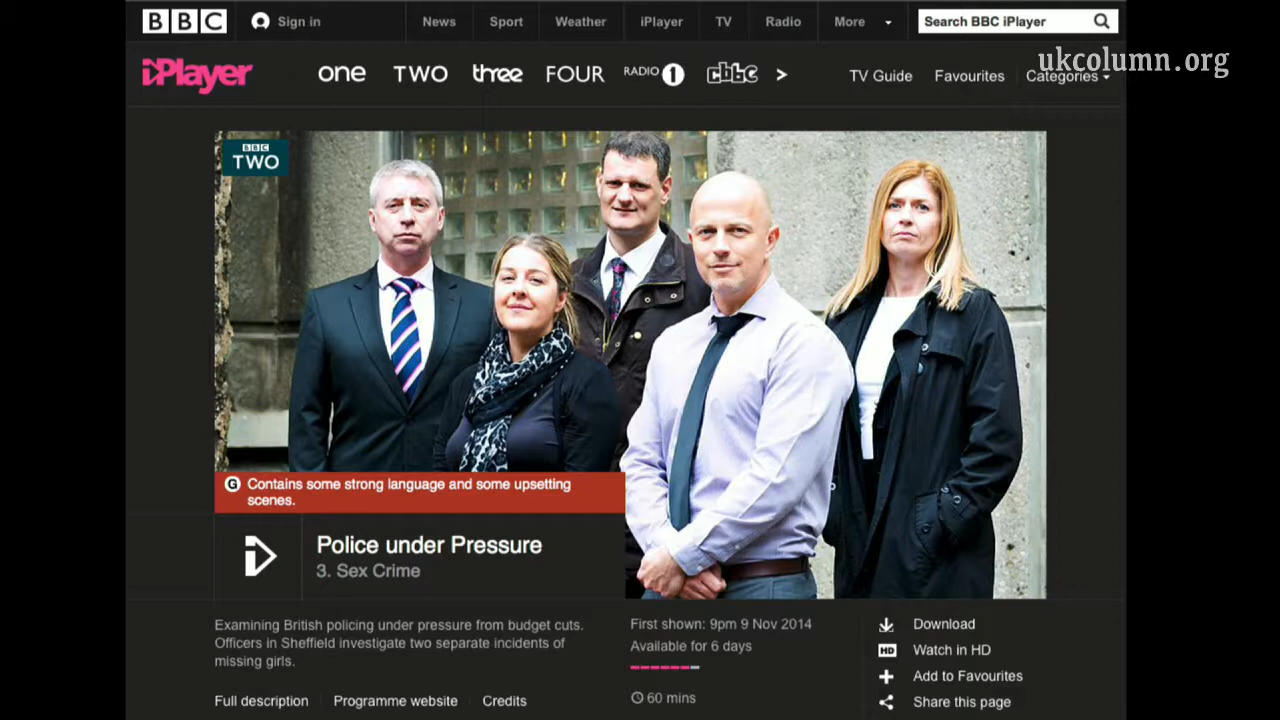 BBC Sign in News Sport Weather iPlayer TV Radio More Search BBC iPlayer
ukcolumn.org
iPlayer one TWO three FOUR RADIO 1 cbbc > TV Guide Favourites Categories
BBC
TWO
G Contains some strong language and some upsetting
scenes.
Police under Pressure
3. Sex Crime
Examining British policing under pressure from budget cuts.
Officers in Sheffield investigate two separate incidents of
missing girls.
Full description Programme website Credits
First shown: 9pm 9 Nov 2014
Available for 6 days
60 mins
Download
HD Watch in HD
Add to Favourites
Share this page